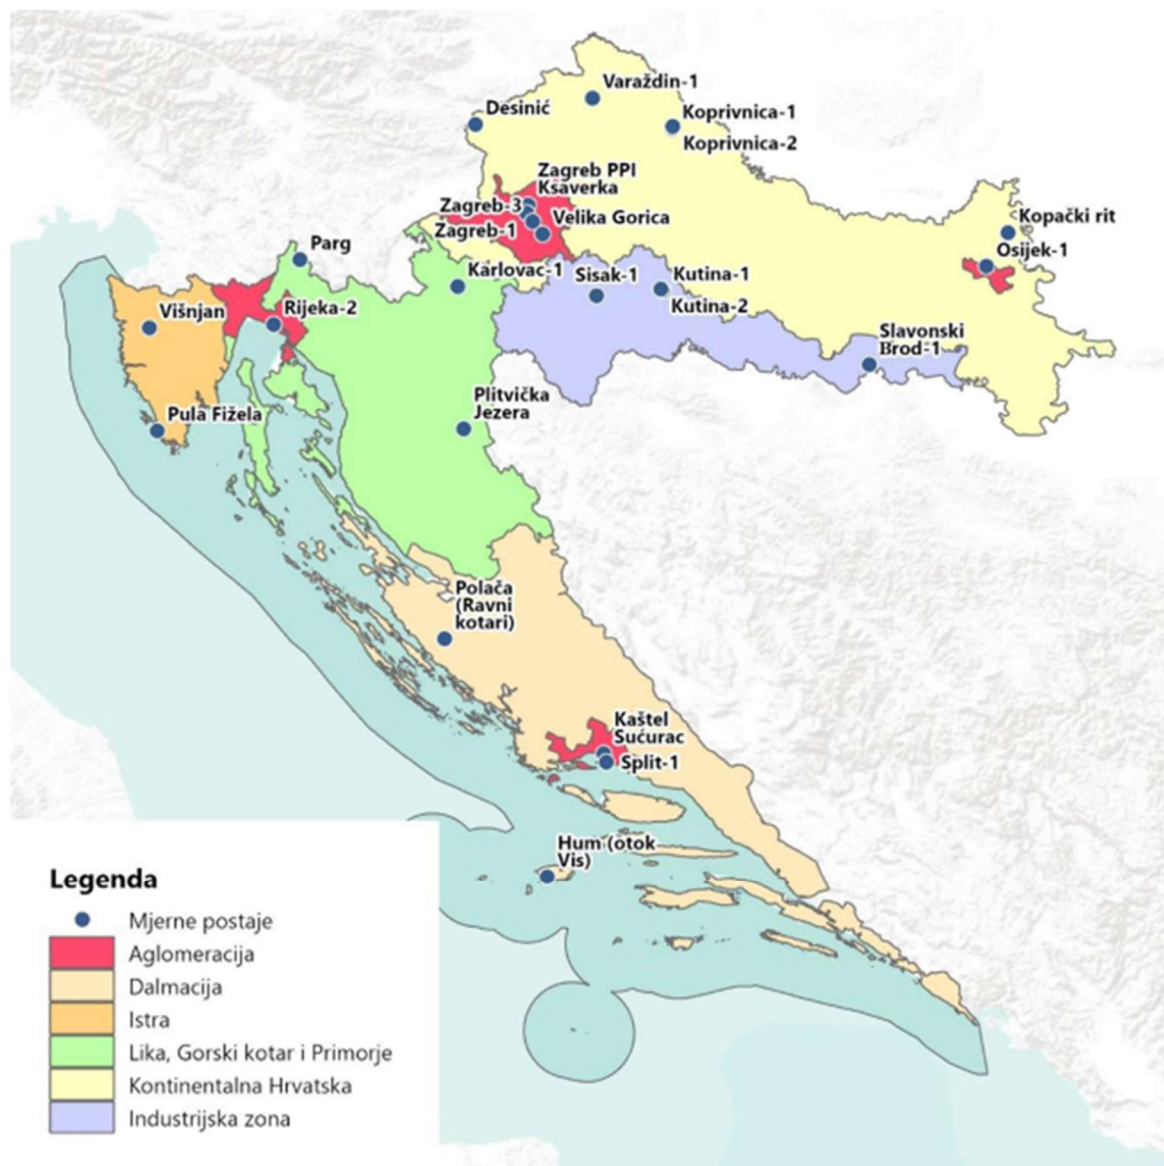 Varaždin-1
Desinić
Koprivnica-1
Koprivnica-2
Zagreb PPI
Ksaverka
Zagreb-3
Velika Gorica
Zagreb-1
Kopački rit
Osijek-1
Parg
Karlovac-1
Sisak-1
Kutina-1
Kutina-2
Višnjan
Rijeka-2
Slavonski
Brod-1
Plitvička
Jezera
Pula Fižela
Polača
(Ravni
kotari)
Kaštel
Sućurac
Split-1
Hum (otok
Vis)
Legenda
Mjerne postaje
Aglomeracija
Dalmacija
Istra
Lika, Gorski kotar i Primorje
Kontinentalna Hrvatska
Industrijska zona